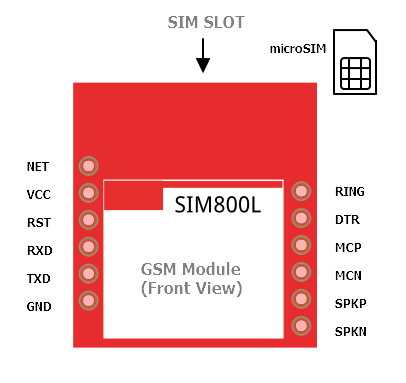 SIM SLOT
microSIM
NET
VCC
RST
RXD
TXD
GND
SIM800L
GSM Module
(Front View)
RING
DTR
MCP
MCN
SPKP
SPKN